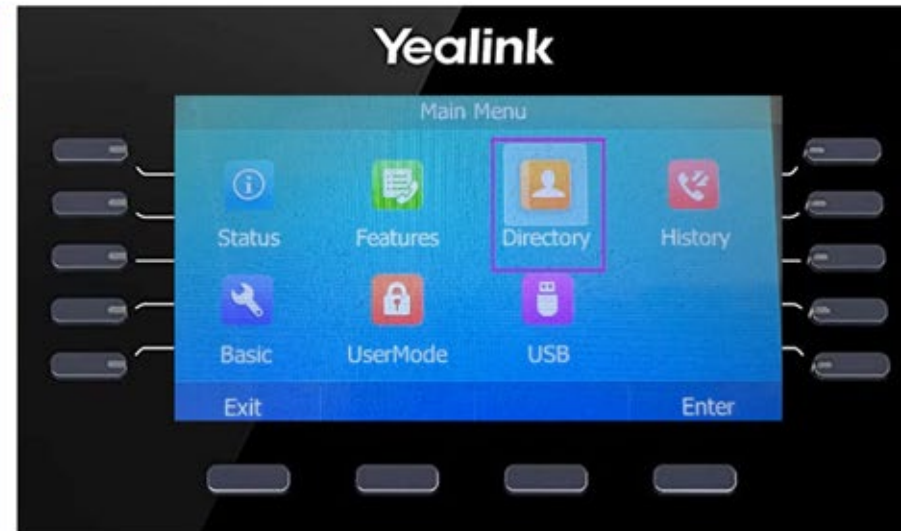 Yealink
Main Menu
Status Features Directory History
Basic UserMode USB
Exit Enter